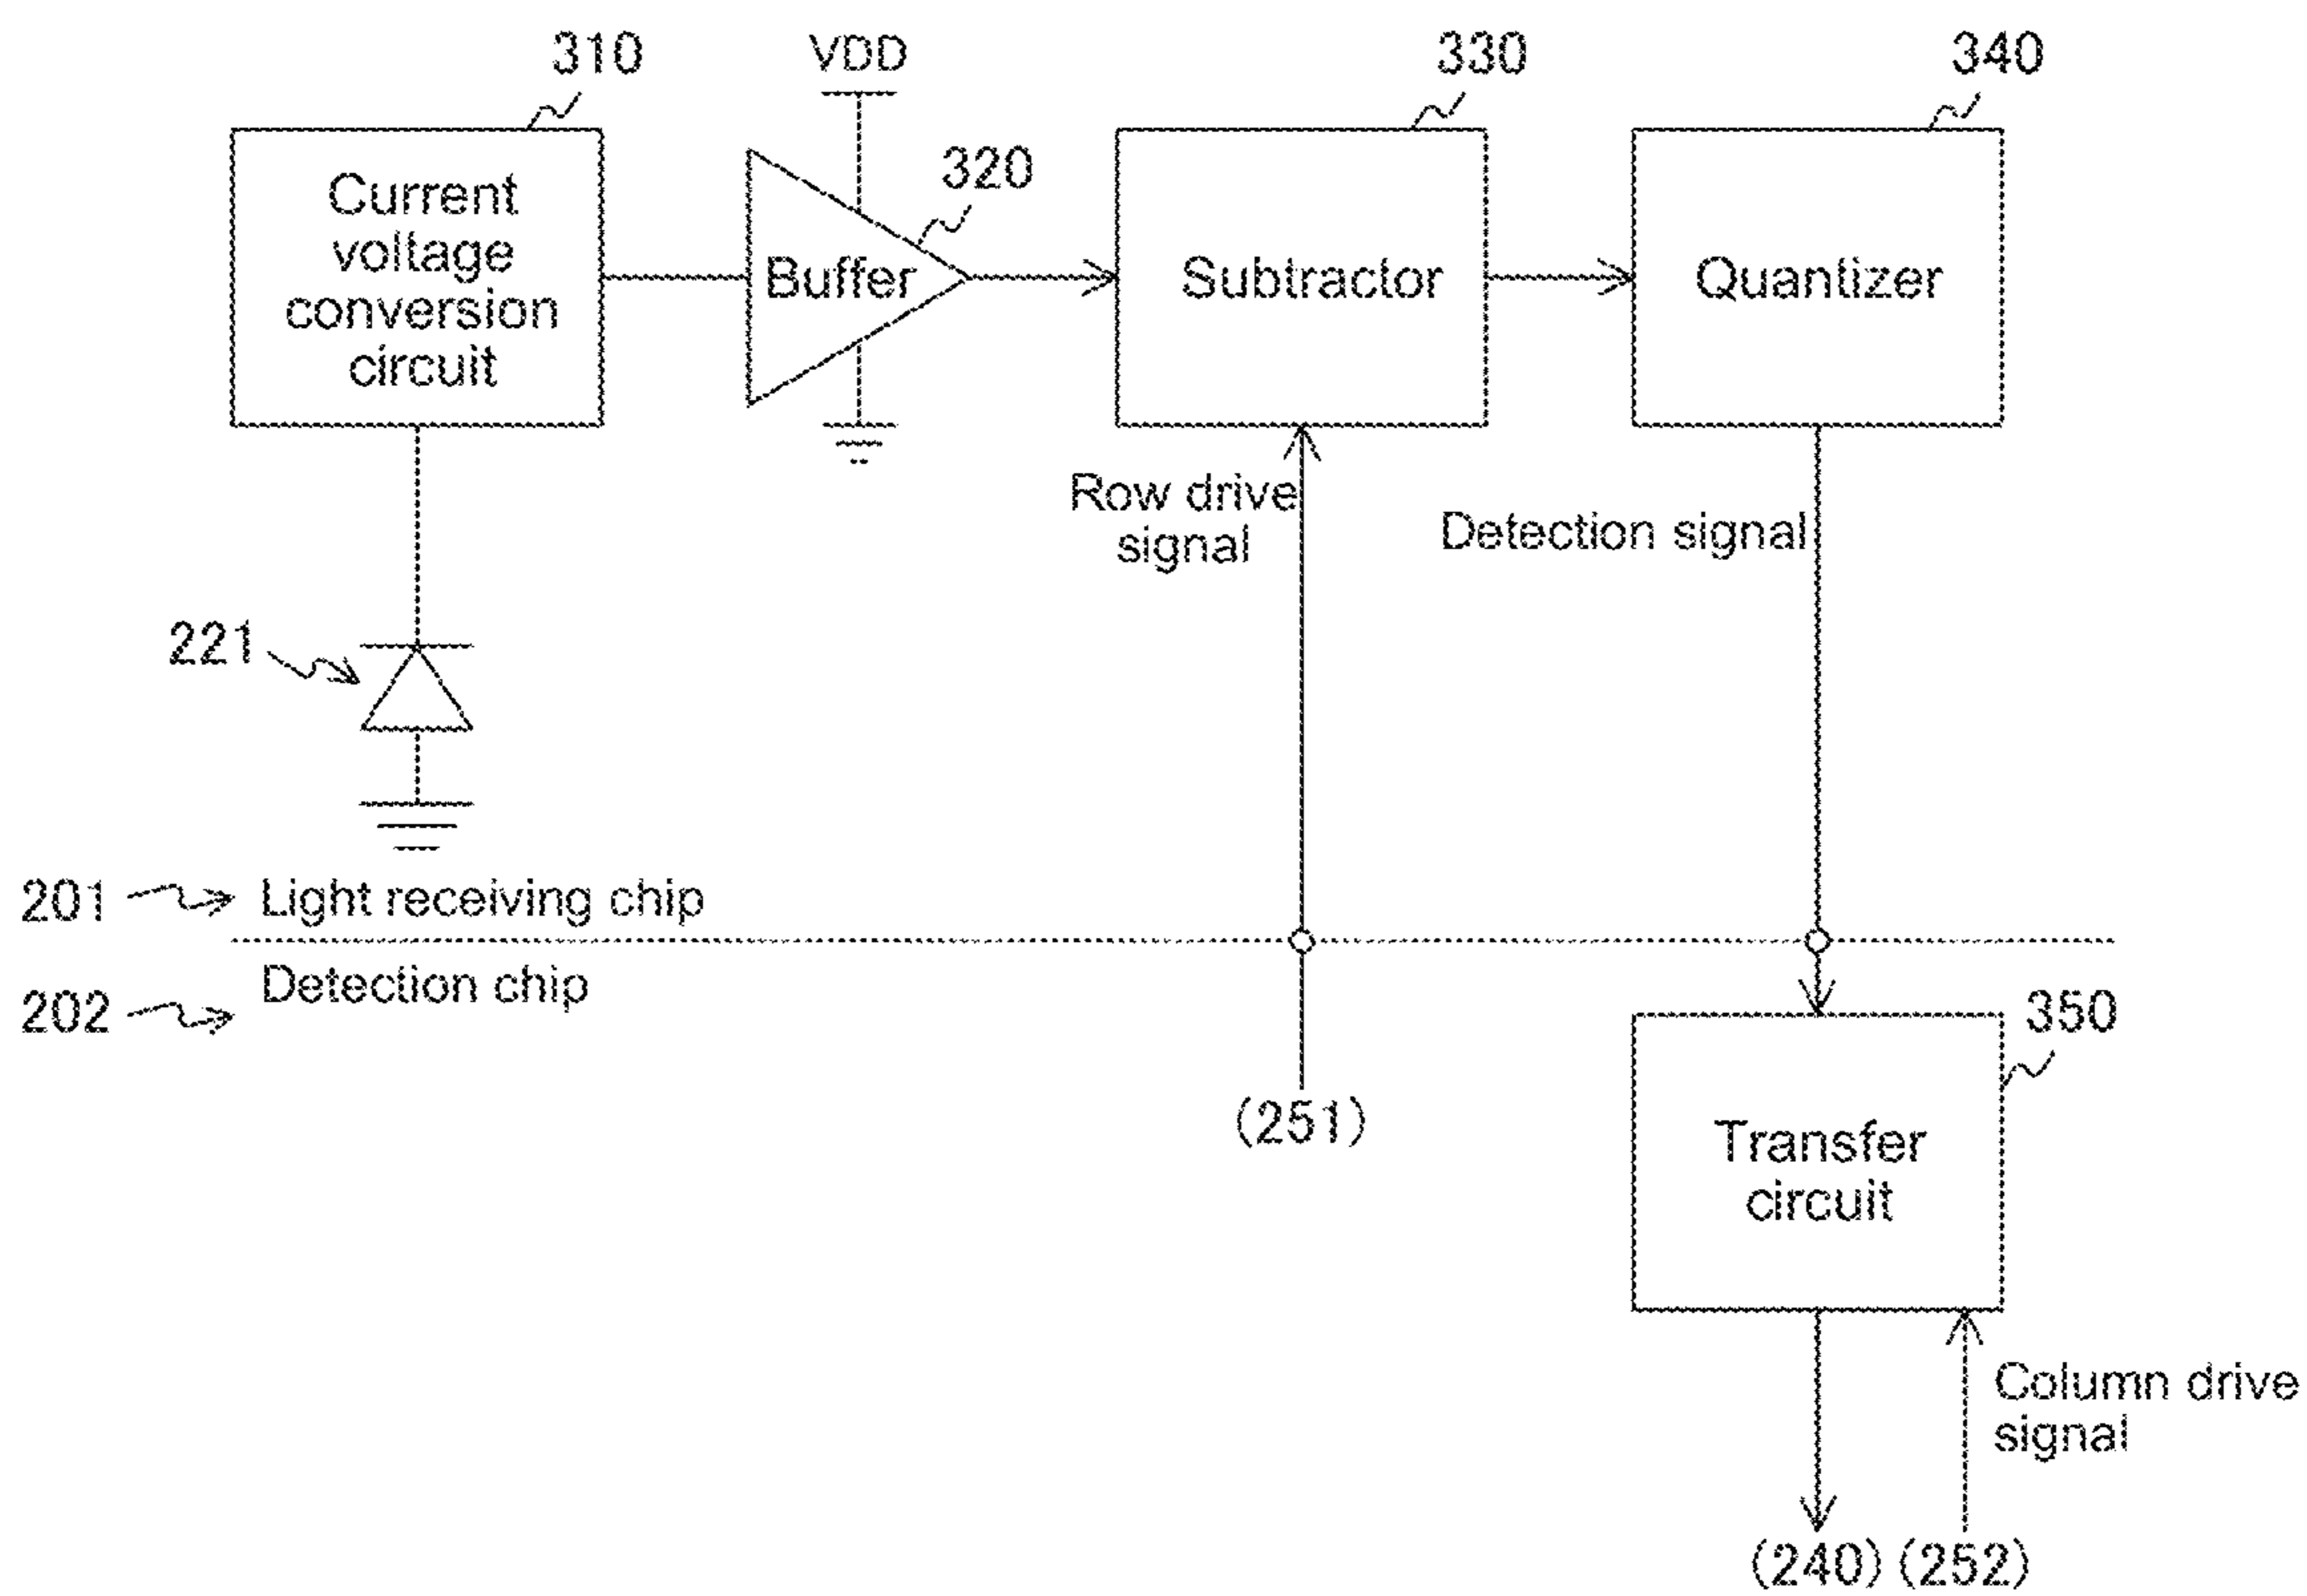 310
VDD
330
340
320
Current
voltage
conversion
circuit
Buffer
Subtractor
Quantizer
Row drive
signal
Detection signal
221
201
Light receiving chip
202
Detection chip
350
(251)
Transfer
circuit
Column drive
signal
(240)
(252)